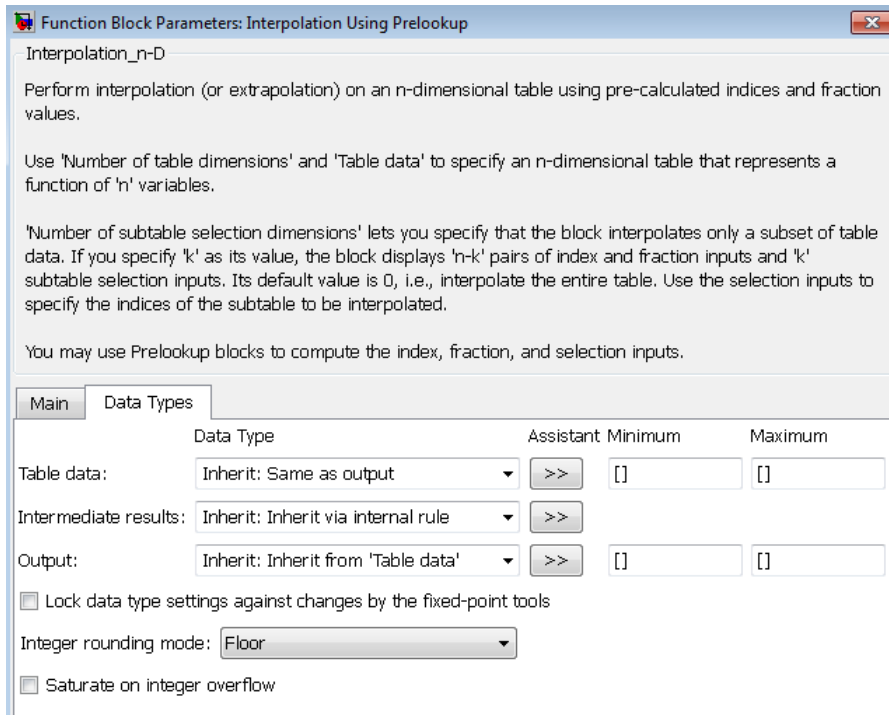 Function Block Parameters: Interpolation Using Prelookup
Interpolation_n-D
Perform interpolation (or extrapolation) on an n-dimensional table using pre-calculated indices and fraction
values.
Use 'Number of table dimensions' and 'Table data' to specify an n-dimensional table that represents a
function of 'n' variables.
'Number of subtable selection dimensions' lets you specify that the block interpolates only a subset of table
data. If you specify 'k' as its value, the block displays 'n-k' pairs of index and fraction inputs and 'k'
subtable selection inputs. Its default value is 0, i.e., interpolate the entire table. Use the selection inputs to
specify the indices of the subtable to be interpolated.
You may use Prelookup blocks to compute the index, fraction, and selection inputs.
Main Data Types
Data Type Assistant Minimum Maximum
Table data: Inherit: Same as output >> [] []
Intermediate results: Inherit: Inherit via internal rule >>
Output: Inherit: Inherit from 'Table data' >> [] []
Lock data type settings against changes by the fixed-point tools
Integer rounding mode: Floor
Saturate on integer overflow